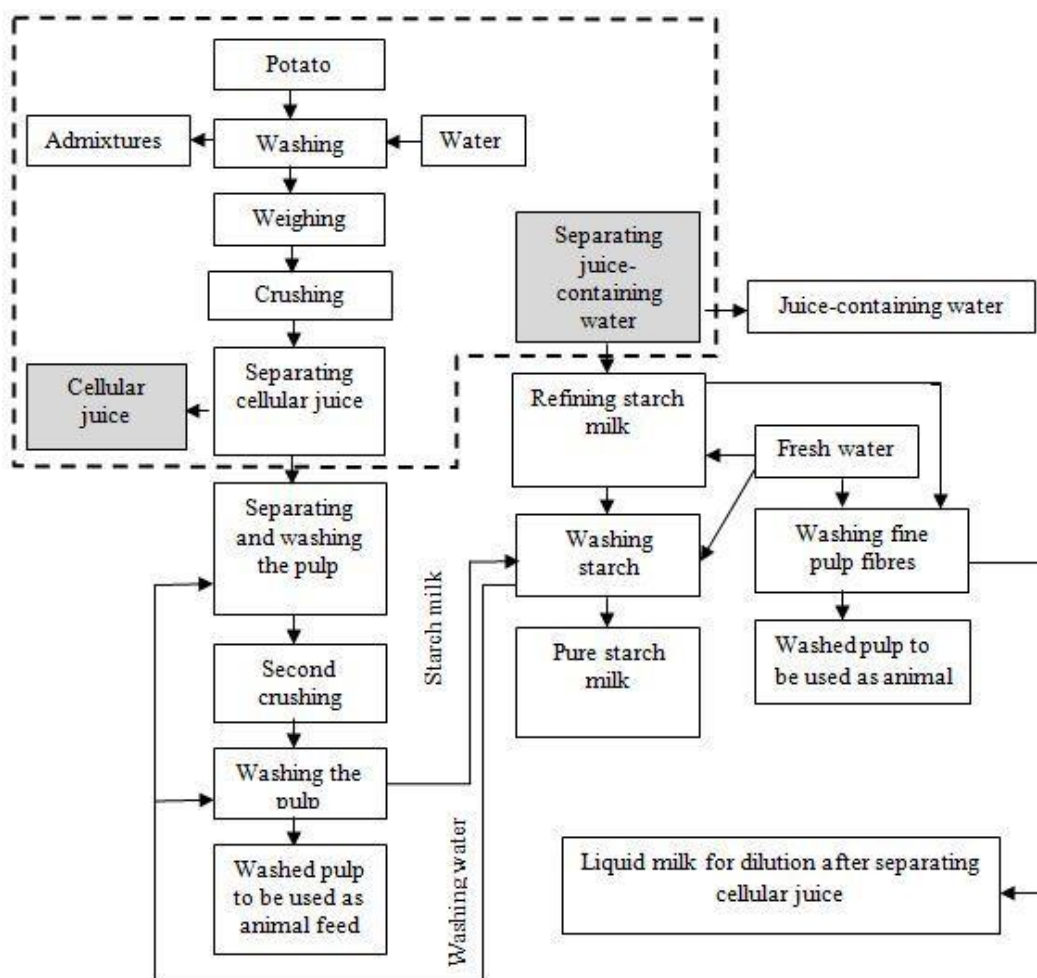 Potato
Admixtures
Washing
Water
Weighing
Crushing
Separating
cellular juice
Cellular
juice
Separating
and washing
the pulp
Second
crushing
Washing the
pulp
Washed pulp
to be used as
animal feed
Starch milk
Washing water
Separating
juice-
containing
water
Juice-containing water
Refining starch
milk
Fresh water
Washing
starch
Washing fine
pulp fibres
Pure starch
milk
Washed pulp to
be used as animal
Liquid milk for dilution after separating
cellular juice